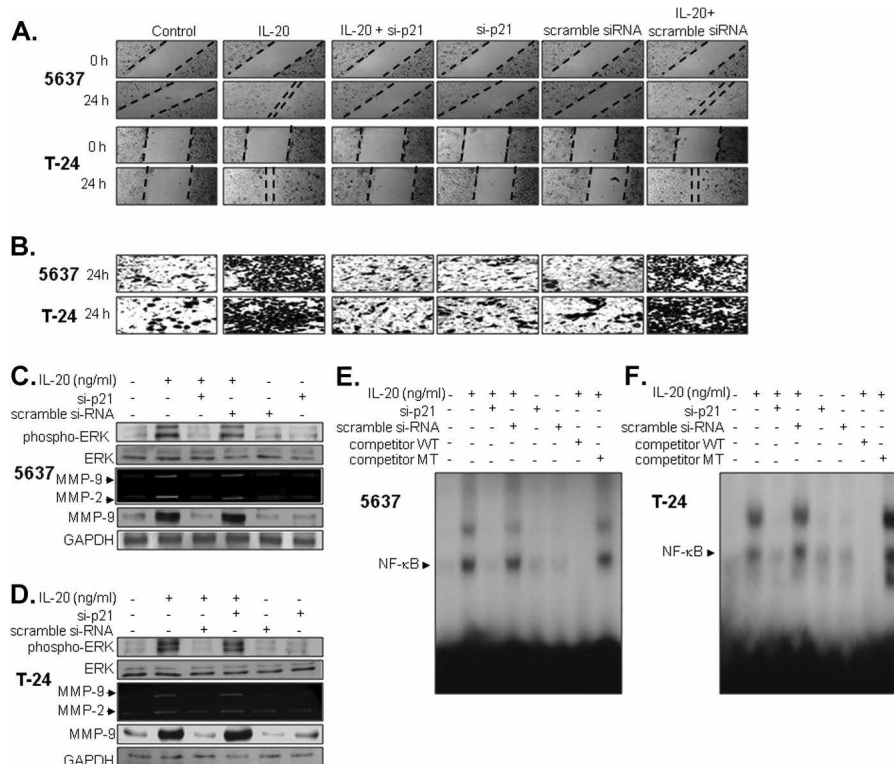 A.
Control IL-20 IL-20 + si-p21 si-p21 scramble siRNA IL-20+ scramble siRNA
5637
0 h
24 h
T-24
0 h
24 h
B.
5637 24h
T-24 24 h
C.
IL-20 (ng/ml) - + + + - -
si-p21 - - + - - +
scramble si-RNA - - - + + -
5637
phospho-ERK
ERK
MMP-9
MMP-2
MMP-9
GAPDH
D.
IL-20 (ng/ml) - + + + - -
si-p21 - - - + - +
scramble si-RNA - - + - + -
T-24
phospho-ERK
ERK
MMP-9
MMP-2
MMP-9
GAPDH
E.
IL-20 (ng/ml) - + + + - - + +
si-p21 - - + - + - - -
scramble si-RNA - - - + - + - -
competitor WT - - - - - - + -
competitor MT - - - - - - - +
5637
NF-κB
F.
IL-20 (ng/ml) - + + + - - + +
si-p21 - - + - + - - -
scramble si-RNA - - - + - + - -
competitor WT - - - - - - + -
competitor MT - - - - - - - +
T-24
NF-κB